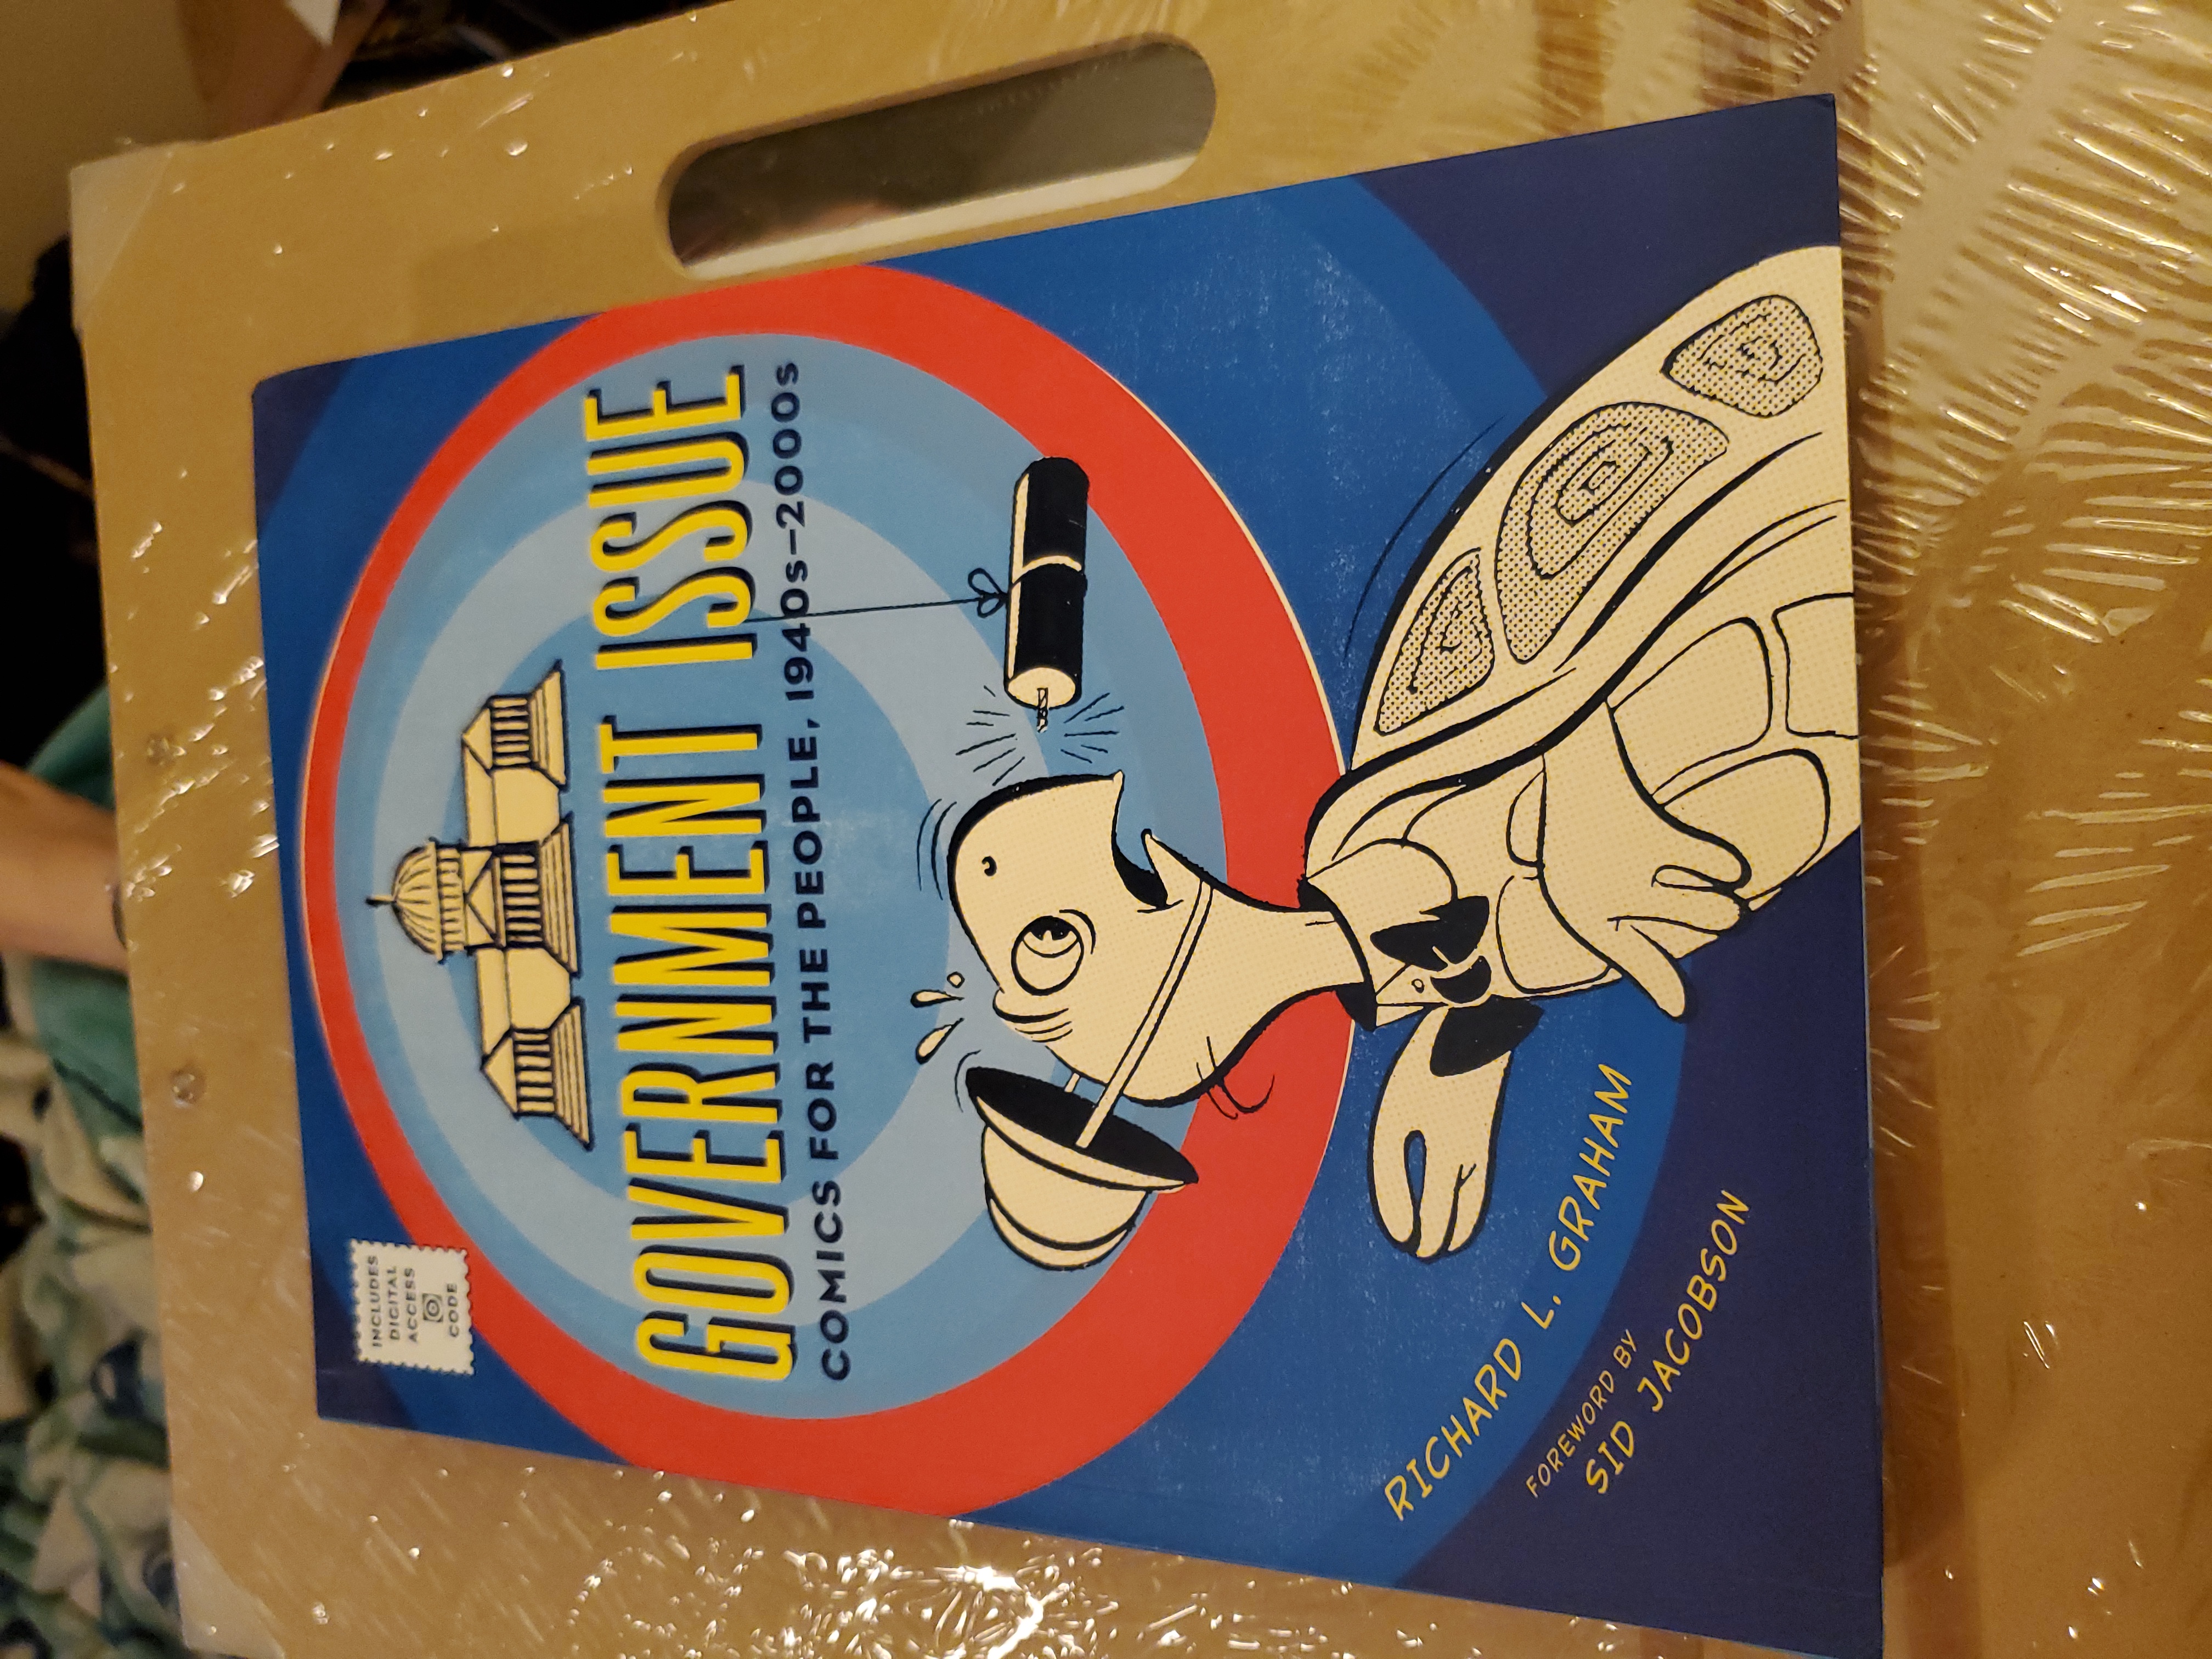 INCLUDES
DIGITAL
ACCESS
CODE
GOVERNMENT ISSUE
COMICS FOR THE PEOPLE, 1940s–2000s
RICHARD L. GRAHAM
FOREWORD BY
SID JACOBSON